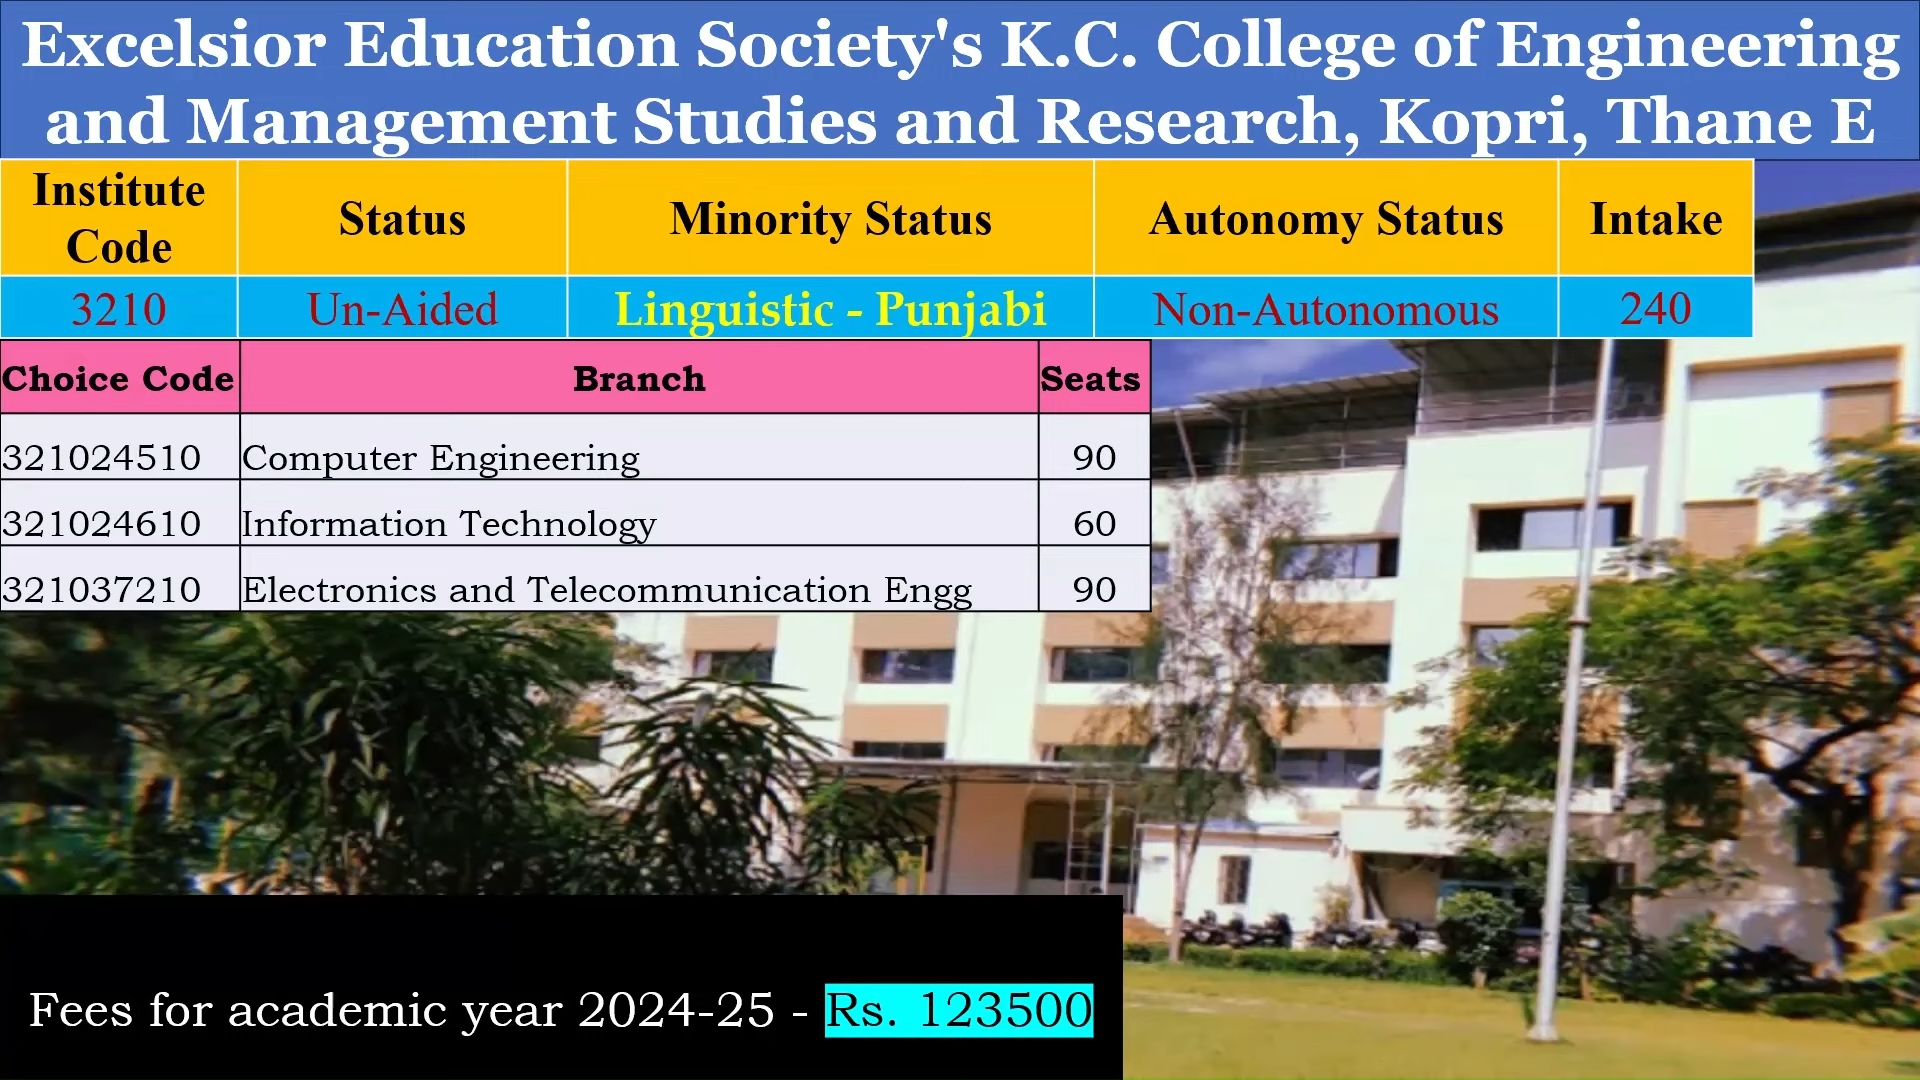 Excelsior Education Society's K.C. College of Engineering
and Management Studies and Research, Kopri, Thane E
Institute Code Status Minority Status Autonomy Status Intake
3210 Un-Aided Linguistic - Punjabi Non-Autonomous 240
Choice Code Branch Seats
321024510 Computer Engineering 90
321024610 Information Technology 60
321037210 Electronics and Telecommunication Engg 90
Fees for academic year 2024-25 - Rs. 123500